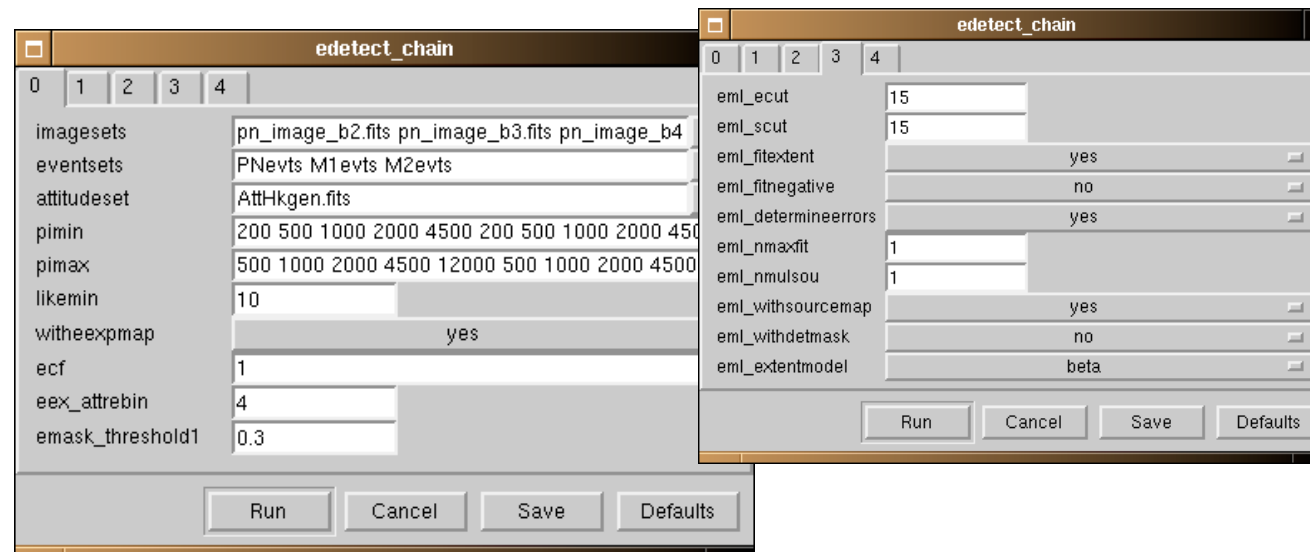 edetect_chain
0 1 2 3 4
imagesets pn_image_b2.fits pn_image_b3.fits pn_image_b4
eventsets PNevts M1evts M2evts
attitudeset AttHkgen.fits
pimin 200 500 1000 2000 4500 200 500 1000 2000
pimax 500 1000 2000 4500 12000 500 1000 2000 4500
likemin 10
witheexpmap yes
ecf 1
eex_attrebin 4
emask_threshold1 0.3
Run Cancel Save Defaults
edetect_chain
0 1 2 3 4
eml_ecut 15
eml_scut 15
eml_fitextent yes
eml_fitnegative no
eml_determineerrors yes
eml_nmaxfit 1
eml_nmulsou 1
eml_withsourcemap yes
eml_withdetmask no
eml_extentmodel beta
Run Cancel Save Defaults